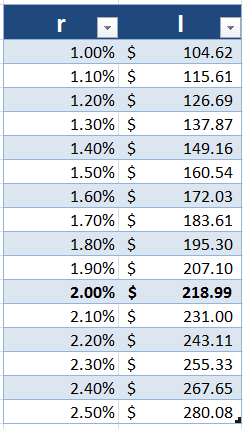 r l
1.00% $ 104.62
1.10% $ 115.61
1.20% $ 126.69
1.30% $ 137.87
1.40% $ 149.16
1.50% $ 160.54
1.60% $ 172.03
1.70% $ 183.61
1.80% $ 195.30
1.90% $ 207.10
2.00% $ 218.99
2.10% $ 231.00
2.20% $ 243.11
2.30% $ 255.33
2.40% $ 267.65
2.50% $ 280.08